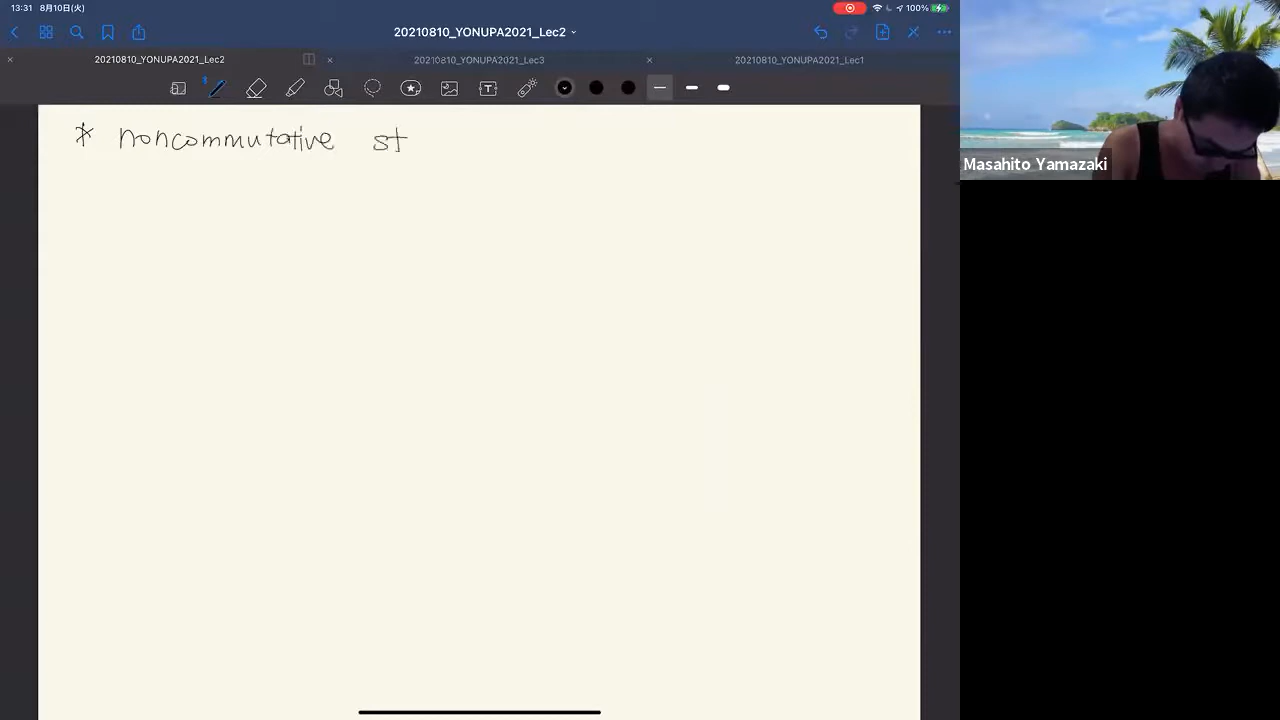 13:31 8月10日(火)
100%
20210810_YONUPA2021_Lec2
20210810_YONUPA2021_Lec2
20210810_YONUPA2021_Lec3
20210810_YONUPA2021_Lec1
* noncommutative st
Masahito Yamazaki